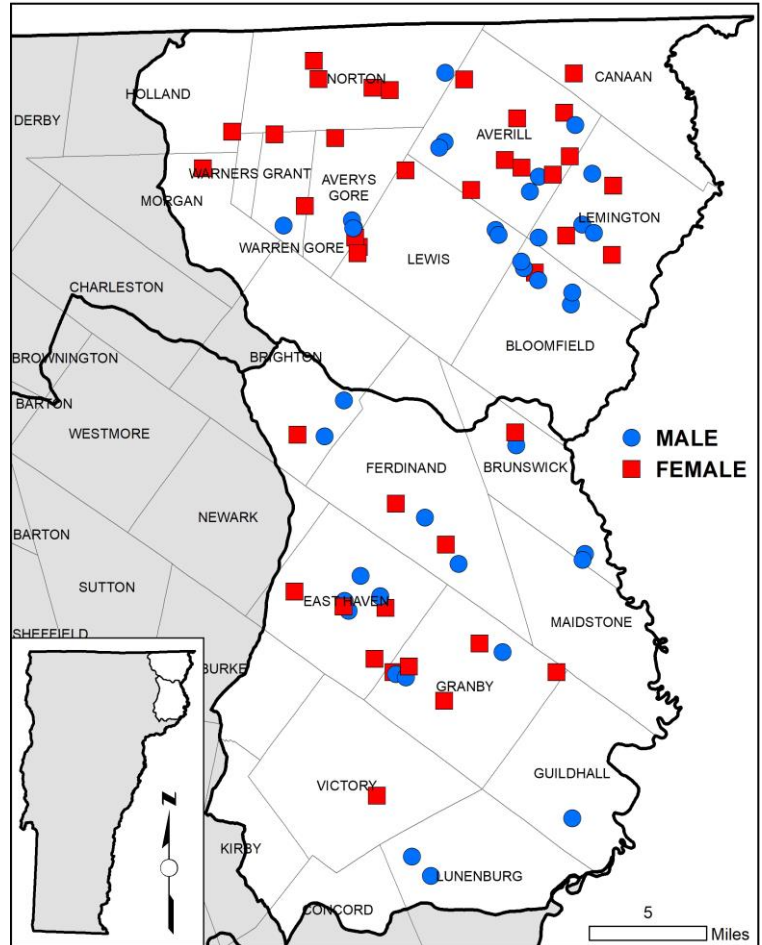 CANAAN
NORTON
HOLLAND
DERBY
AVERILL
WARNERS GRANT
AVERYS
GORE
MORGAN
LEMINGTON
WARREN GORE
LEWIS
CHARLESTON
BLOOMFIELD
BRIGHTON
BROWNINGTON
BARTON
WESTMORE
MALE
FEMALE
FERDINAND
BRUNSWICK
NEWARK
BARTON
SUTTON
EAST HAVEN
MAIDSTONE
SHEFFIELD
BURKE
GRANBY
VICTORY
GUILDHALL
N
KIRBY
LUNENBURG
CONCORD
5
Miles